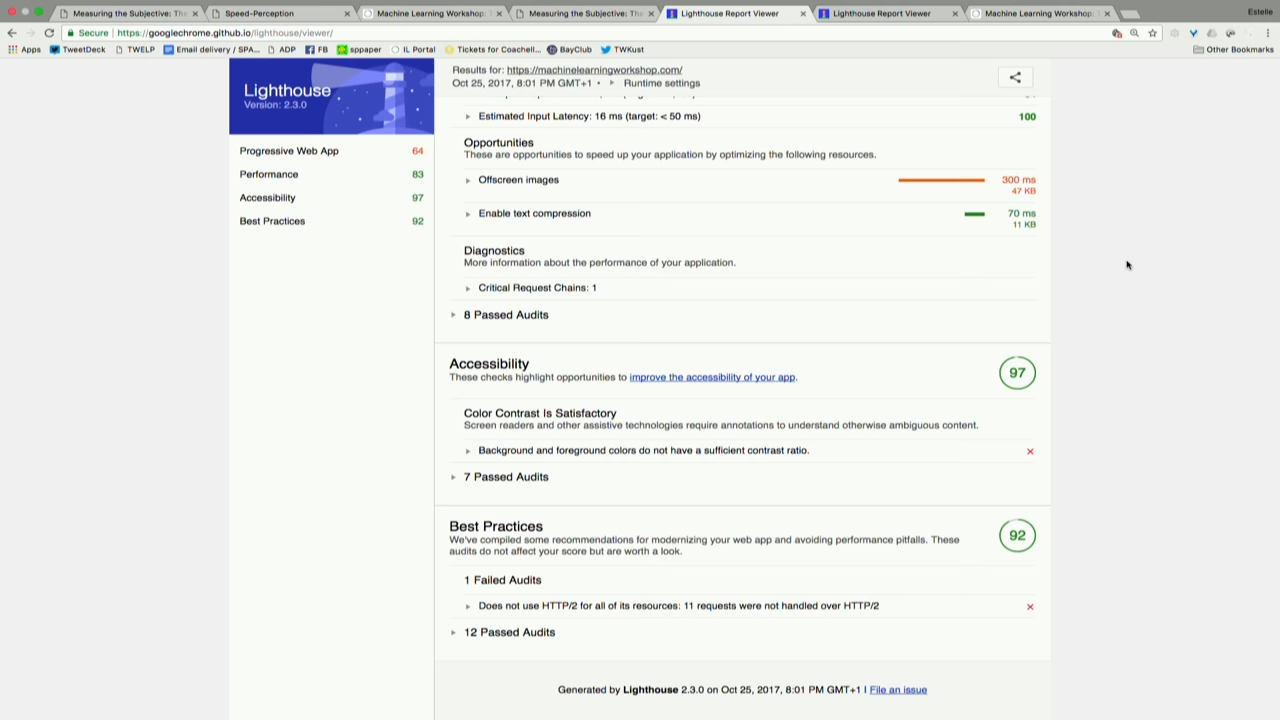 Measuring the Subjective: The
Speed-Perception
Machine Learning Workshop:
Measuring the Subjective: The
Lighthouse Report Viewer
Lighthouse Report Viewer
Machine Learning Workshop:
Estelle
Secure
https://googlechrome.github.io/lighthouse/viewer/
Apps
TweetDeck
TWELP
Email delivery / SPA...
ADP
FB
sppaper
IL Portal
Tickets for Coachell...
BayClub
TWKust
Other Bookmarks
Lighthouse
Version: 2.3.0
Progressive Web App 64
Performance 83
Accessibility 97
Best Practices 92
Results for: https://machinelearningworkshop.com/
Oct 25, 2017, 8:01 PM GMT+1 • Runtime settings
Estimated Input Latency: 16 ms (target: < 50 ms) 100
Opportunities
These are opportunities to speed up your application by optimizing the following resources.
Offscreen images 300 ms
47 KB
Enable text compression 70 ms
11 KB
Diagnostics
More information about the performance of your application.
Critical Request Chains: 1
8 Passed Audits
Accessibility
These checks highlight opportunities to improve the accessibility of your app.
97
Color Contrast Is Satisfactory
Screen readers and other assistive technologies require annotations to understand otherwise ambiguous content.
Background and foreground colors do not have a sufficient contrast ratio.
7 Passed Audits
Best Practices
We've compiled some recommendations for modernizing your web app and avoiding performance pitfalls. These
audits do not affect your score but are worth a look.
92
1 Failed Audits
Does not use HTTP/2 for all of its resources: 11 requests were not handled over HTTP/2
12 Passed Audits
Generated by Lighthouse 2.3.0 on Oct 25, 2017, 8:01 PM GMT+1 | File an issue